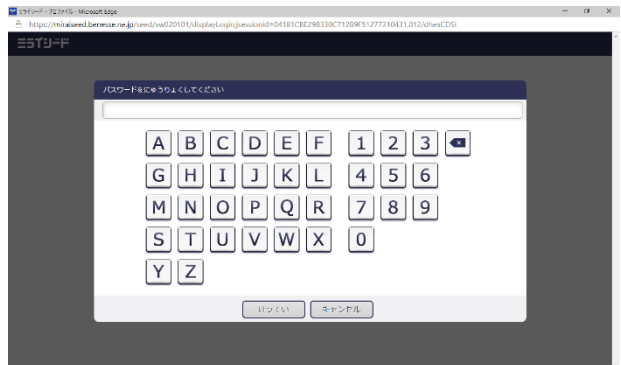 ミライシード - プロファイル - Microsoft Edge
https://miraiseed.benesse.ne.jp/seed/vw020101/displayLogin;jsessionid=04181CBE298330C712B9F51277210431.012/dhexCDSi
ミライシード
パスワードをにゅうりょくしてください
A B C D E F 1 2 3
G H I J K L 4 5 6
M N O P Q R 7 8 9
S T U V W X 0
Y Z
けってい キャンセル